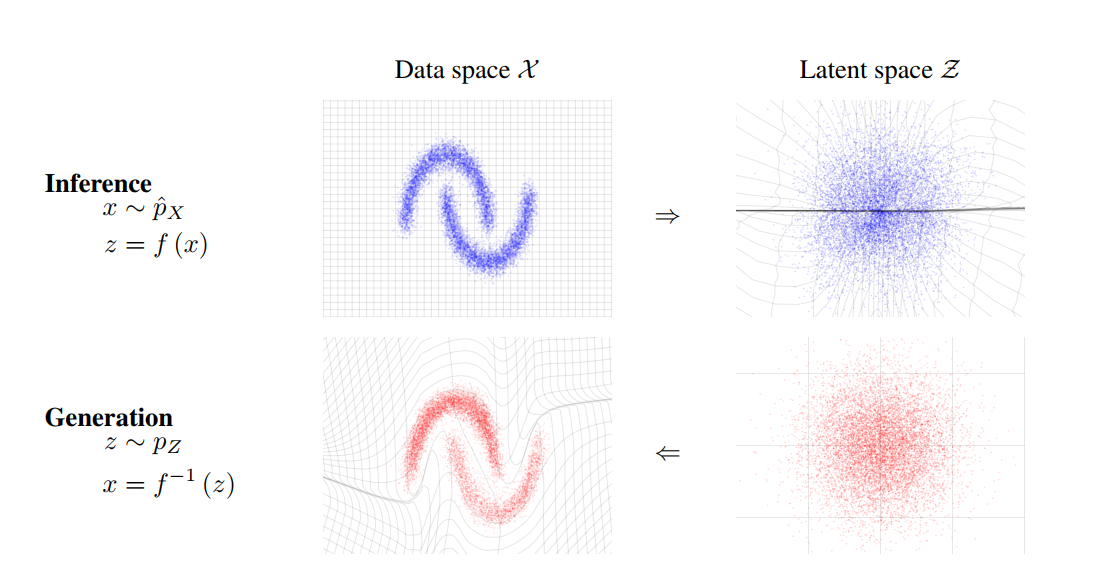 Data space 𝒳
Latent space 𝒵
Inference
x ∼ p̂_X
z = f (x)
⇒
Generation
z ∼ p_Z
x = f⁻¹ (z)
⇐